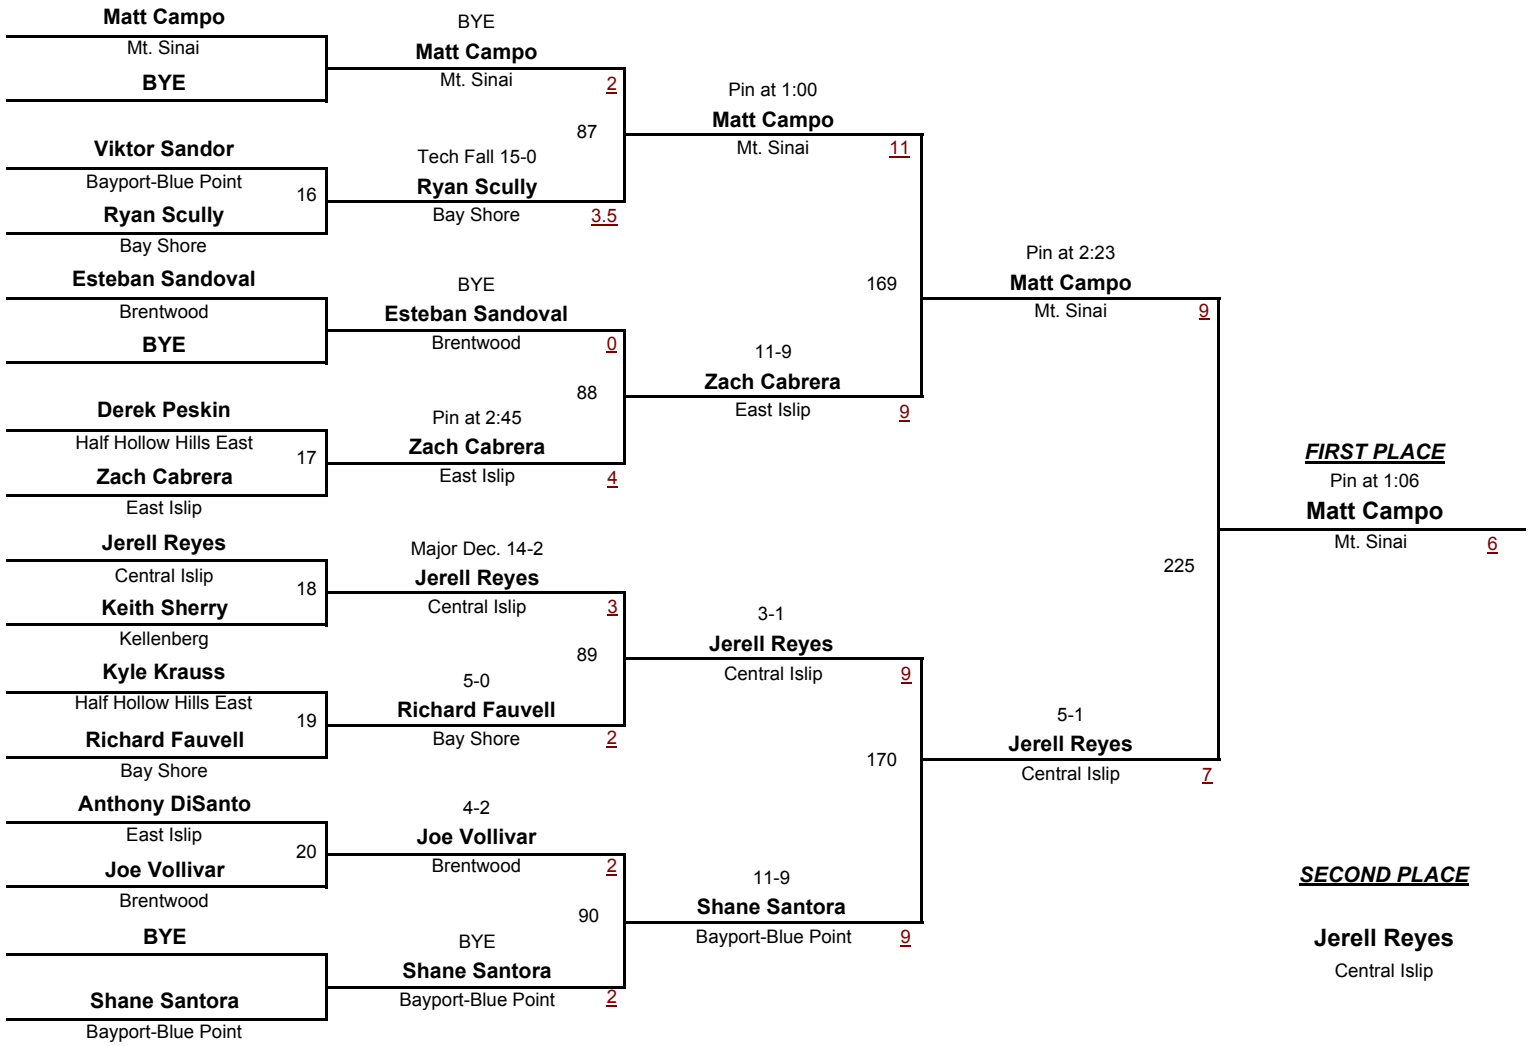 Matt Campo
Mt. Sinai
BYE
Viktor Sandor
Bayport-Blue Point
16
Ryan Scully
Bay Shore
Esteban Sandoval
Brentwood
BYE
Derek Peskin
Half Hollow Hills East
17
Zach Cabrera
East Islip
Jerell Reyes
Central Islip
18
Keith Sherry
Kellenberg
Kyle Krauss
Half Hollow Hills East
19
Richard Fauvell
Bay Shore
Anthony DiSanto
East Islip
20
Joe Vollivar
Brentwood
BYE
Shane Santora
Bayport-Blue Point
BYE
Matt Campo
Mt. Sinai
2
87
Tech Fall 15-0
Ryan Scully
Bay Shore
3.5
BYE
Esteban Sandoval
Brentwood
0
88
Pin at 2:45
Zach Cabrera
East Islip
4
Major Dec. 14-2
Jerell Reyes
Central Islip
3
89
5-0
Richard Fauvell
Bay Shore
2
4-2
Joe Vollivar
Brentwood
2
90
BYE
Shane Santora
Bayport-Blue Point
2
Pin at 1:00
Matt Campo
Mt. Sinai
11
169
11-9
Zach Cabrera
East Islip
9
3-1
Jerell Reyes
Central Islip
9
170
11-9
Shane Santora
Bayport-Blue Point
9
Pin at 2:23
Matt Campo
Mt. Sinai
9
225
5-1
Jerell Reyes
Central Islip
7
FIRST PLACE
Pin at 1:06
Matt Campo
Mt. Sinai
6
SECOND PLACE
Jerell Reyes
Central Islip